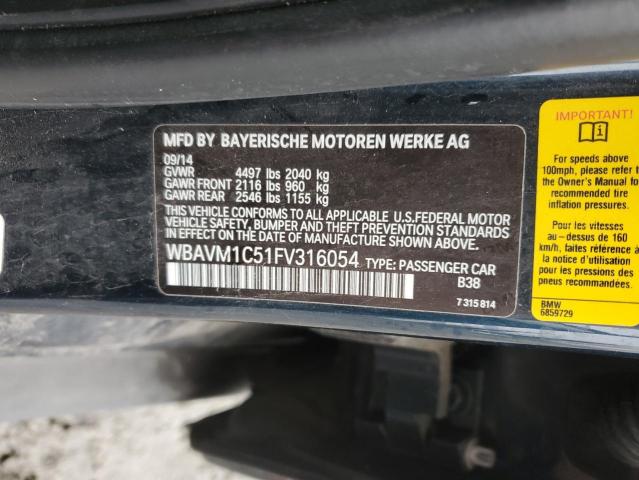 MFD BY BAYERISCHE MOTOREN WERKE AG
09/14
GVWR 4497 lbs 2040 kg
GAWR FRONT 2116 lbs 960 kg
GAWR REAR 2546 lbs 1155 kg
THIS VEHICLE CONFORMS TO ALL APPLICABLE U.S.FEDERAL MOTOR
VEHICLE SAFETY, BUMPER AND THEFT PREVENTION STANDARDS
IN EFFECT ON THE DATE OF MANUFACTURE SHOWN ABOVE.
WBAVM1C51FV316054 TYPE: PASSENGER CAR
B38
7 315 814
IMPORTANT!
For speeds above
100mph, please refer to
the Owner's Manual for
recommended tire
inflation pressures.
Pour les vitesses
au-dessus de 160
km/h, faites référence à
la notice d'utilisation
pour les pressions des
pneus recommandées.
BMW
6859729